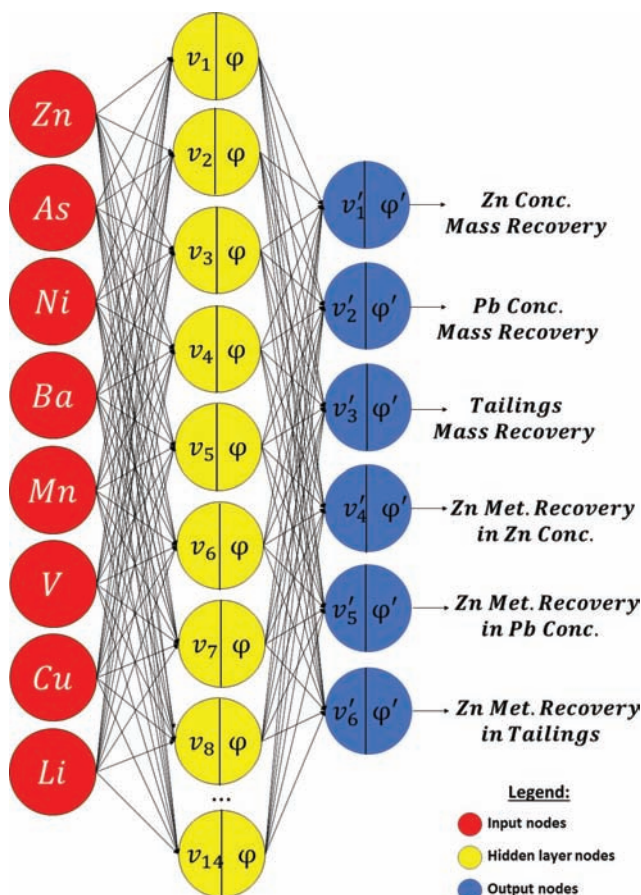 Zn
As
Ni
Ba
Mn
V
Cu
Li
v₁ φ
v₂ φ
v₃ φ
v₄ φ
v₅ φ
v₆ φ
v₇ φ
v₈ φ
...
v₁₄ φ
v′₁ φ′
v′₂ φ′
v′₃ φ′
v′₄ φ′
v′₅ φ′
v′₆ φ′
Zn Conc.
Mass Recovery
Pb Conc.
Mass Recovery
Tailings
Mass Recovery
Zn Met. Recovery
in Zn Conc.
Zn Met. Recovery
in Pb Conc.
Zn Met. Recovery
in Tailings
Legend:
Input nodes
Hidden layer nodes
Output nodes